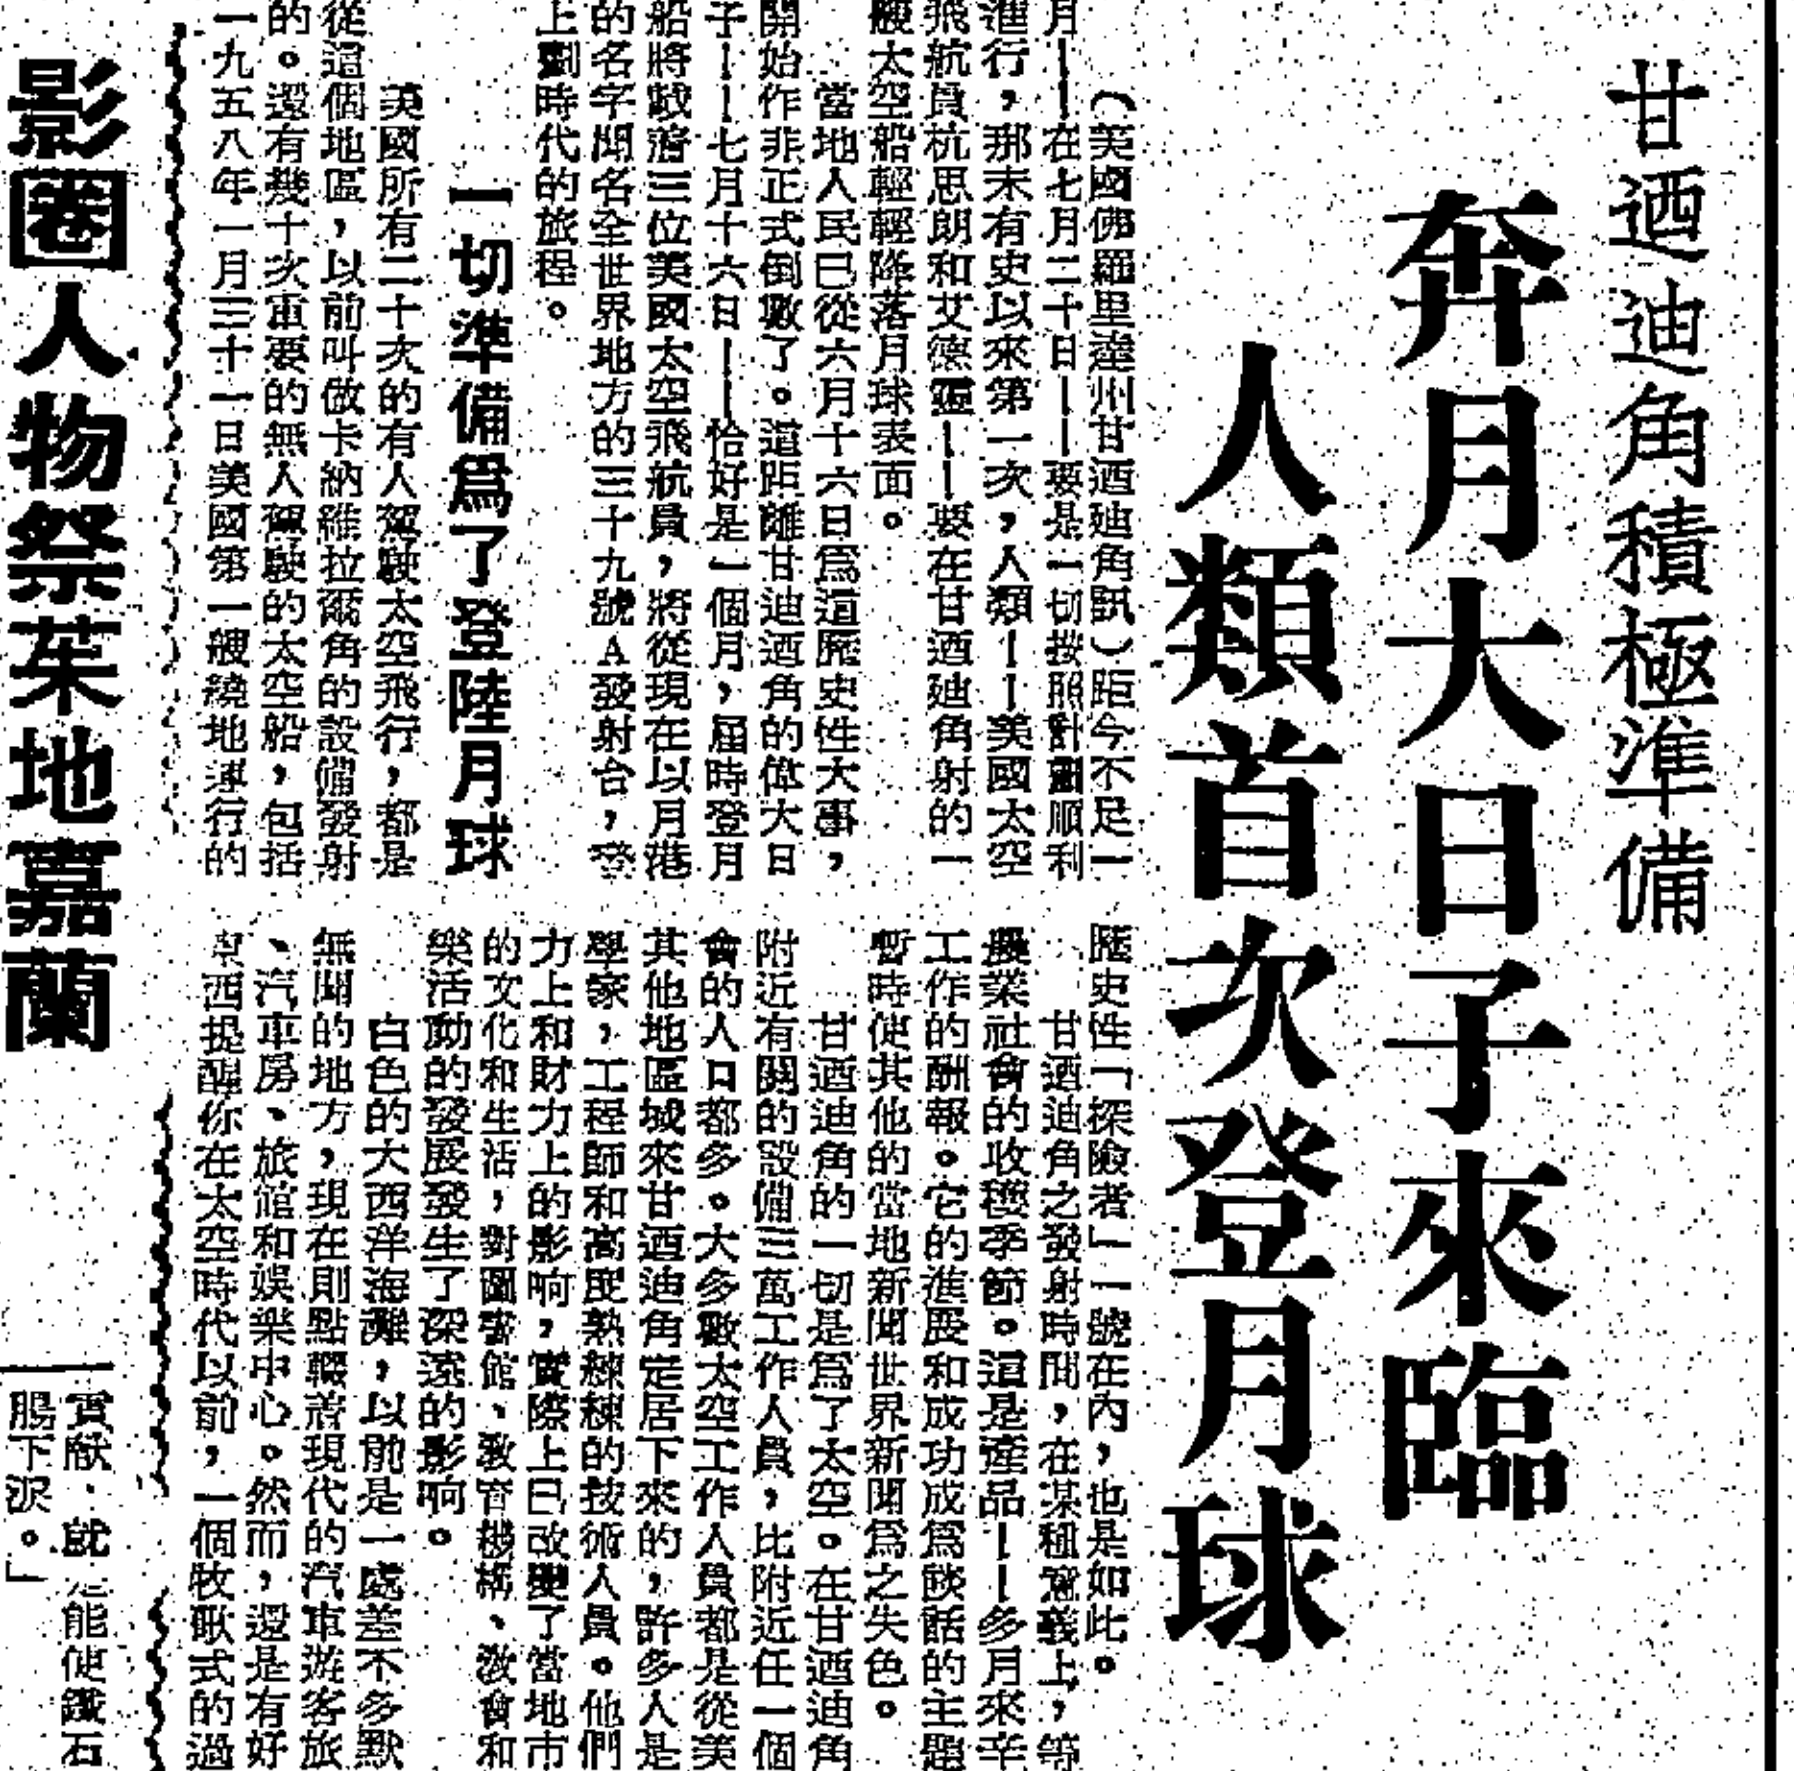 甘迺迪角積極準備
奔月大日子來臨
人類首次登月球
(美國佛羅里達州甘迺迪角訊)距今不足一
月——在七月二十日——要是一切按照計劃順利
進行,那末有史以來第一次,人類——美國太空
飛航員杭思朗和艾德靈——要在甘迺迪角射的一
艘太空船輕輕降落月球表面。
當地人民已從六月十六日爲這歷史性大事,
開始作非正式倒數了。這距離甘迪迺角的偉大日
子——七月十六日——恰好是一個月,屆時登月
船將載着三位美國太空飛航員,將從現在以月港
的名字聞名全世界地方的三十九號A發射台,登
上劃時代的旅程。
一切準備爲了登陸月球
美國所有二十次的有人駕駛太空飛行,都是
從這個地區,以前叫做卡納維拉爾角的設備發射
的。還有幾十次重要的無人駕駛的太空船,包括
一九五八年一月三十一日美國第一艘繞地運行的
歷史性「探險者」一號在內,也是如此。
甘迺迪角之發射時間,在某種意義上,等
農業社會的收穫季節。這是產品——多月來辛
工作的酬報。它的進展和成功成爲談話的主題
暫時使其他的當地新聞世界新聞爲之失色。
甘迺迪角的一切是爲了太空。在甘迺迪角
附近有關的設備三萬工作人員,比附近任一個
會的人口都多。大多數太空工作人員都是從美
其他地區城來甘迺迪角定居下來的,許多人是
學家,工程師和高度熟練練的技術人員。他們
力上和財力上的影响,實際上已改變了當地市
的文化和生活,對圖書館、教育機構、教會和
樂活動的發展發生了深遠的影响。
白色的大西洋海灘,以前是一處差不多默
無聞的地方,現在則點輟着現代的汽車游客旅
、汽車房、旅館和娛樂中心。然而,還是有好
東西提醒你在太空時代以前,一個牧歌式的過
影圈人物祭茱地嘉蘭
貢献,就能使鐵石
腸下淚。」